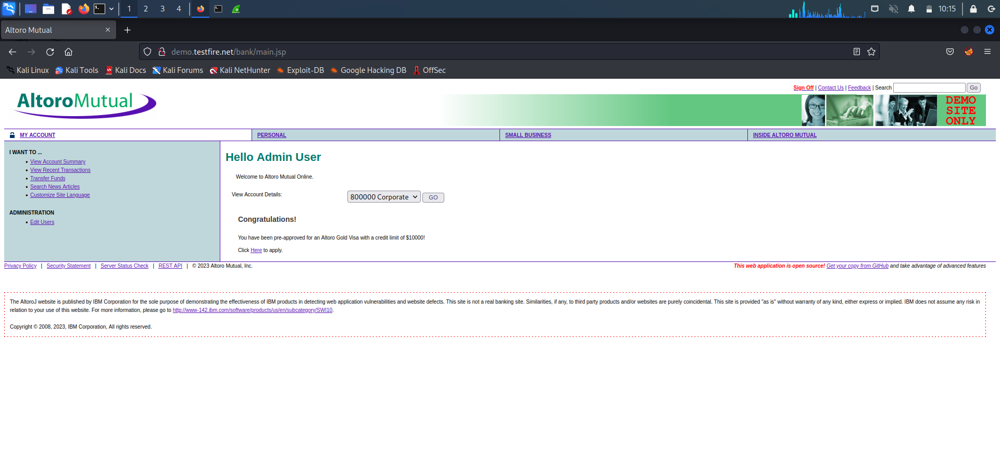 1 2 3 4 10:15
Altoro Mutual
demo.testfire.net/bank/main.jsp
Kali Linux Kali Tools Kali Docs Kali Forums Kali NetHunter Exploit-DB Google Hacking DB OffSec
Sign Off | Contact Us | Feedback | Search Go
AltoroMutual
DEMO
SITE
ONLY
MY ACCOUNT PERSONAL SMALL BUSINESS INSIDE ALTORO MUTUAL
I WANT TO ...
View Account Summary
View Recent Transactions
Transfer Funds
Search News Articles
Customize Site Language
ADMINISTRATION
Edit Users
Hello Admin User
Welcome to Altoro Mutual Online.
View Account Details: 800000 Corporate GO
Congratulations!
You have been pre-approved for an Altoro Gold Visa with a credit limit of $10000!
Click Here to apply.
Privacy Policy | Security Statement | Server Status Check | REST API | © 2023 Altoro Mutual, Inc. This web application is open source! Get your copy from GitHub and take advantage of advanced features
The AltoroJ website is published by IBM Corporation for the sole purpose of demonstrating the effectiveness of IBM products in detecting web application vulnerabilities and website defects. This site is not a real banking site. Similarities, if any, to third party products and/or websites are purely coincidental. This site is provided "as is" without warranty of any kind, either express or implied. IBM does not assume any risk in
relation to your use of this website. For more information, please go to http://www-142.ibm.com/software/products/us/en/subcategory/SWI10.
Copyright © 2008, 2023, IBM Corporation, All rights reserved.